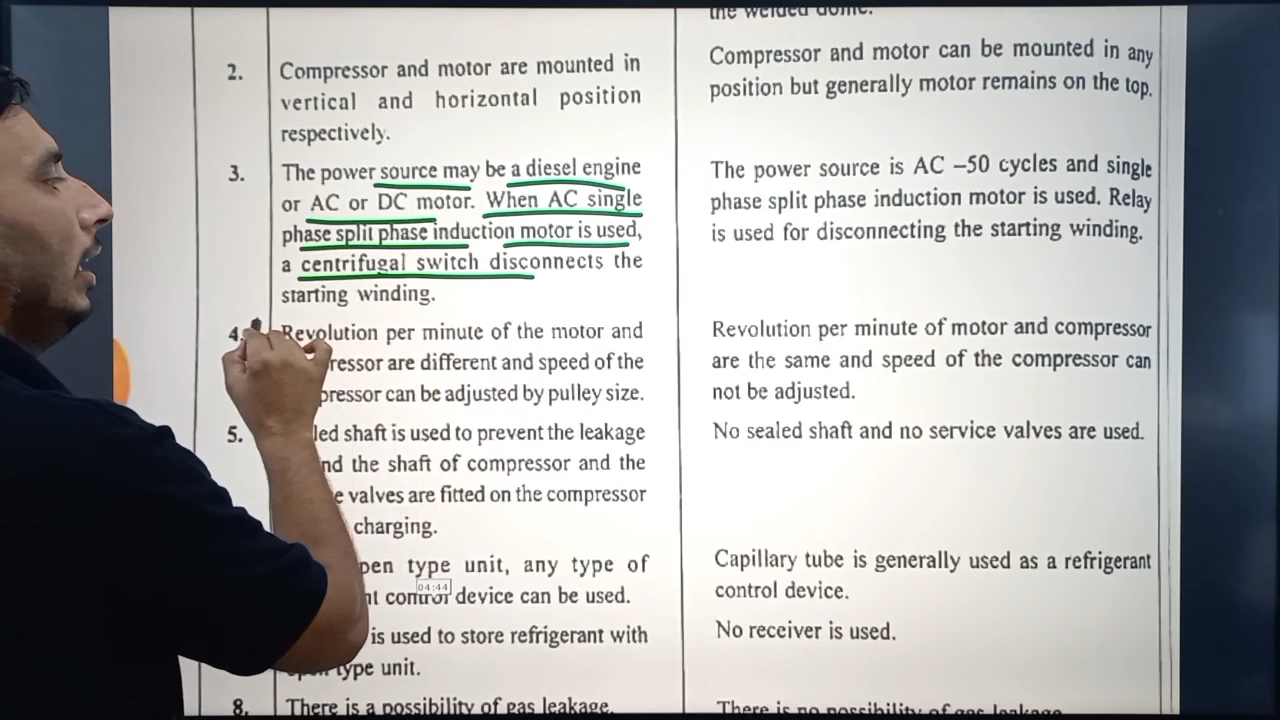 the welded dome.
2. Compressor and motor are mounted in
vertical and horizontal position
respectively.
Compressor and motor can be mounted in any
position but generally motor remains on the top.
3. The power source may be a diesel engine
or AC or DC motor. When AC single
phase split phase induction motor is used,
a centrifugal switch disconnects the
starting winding.
The power source is AC –50 cycles and single
phase split phase induction motor is used. Relay
is used for disconnecting the starting winding.
4. Revolution per minute of the motor and
ressor are different and speed of the
pressor can be adjusted by pulley size.
Revolution per minute of motor and compressor
are the same and speed of the compressor can
not be adjusted.
5. led shaft is used to prevent the leakage
nd the shaft of compressor and the
e valves are fitted on the compressor
charging.
No sealed shaft and no service valves are used.
pen type unit, any type of
nt control device can be used.
04:44
Capillary tube is generally used as a refrigerant
control device.
is used to store refrigerant with
open type unit.
No receiver is used.
8. There is a possibility of gas leakage.
There is no possibility of gas leakage